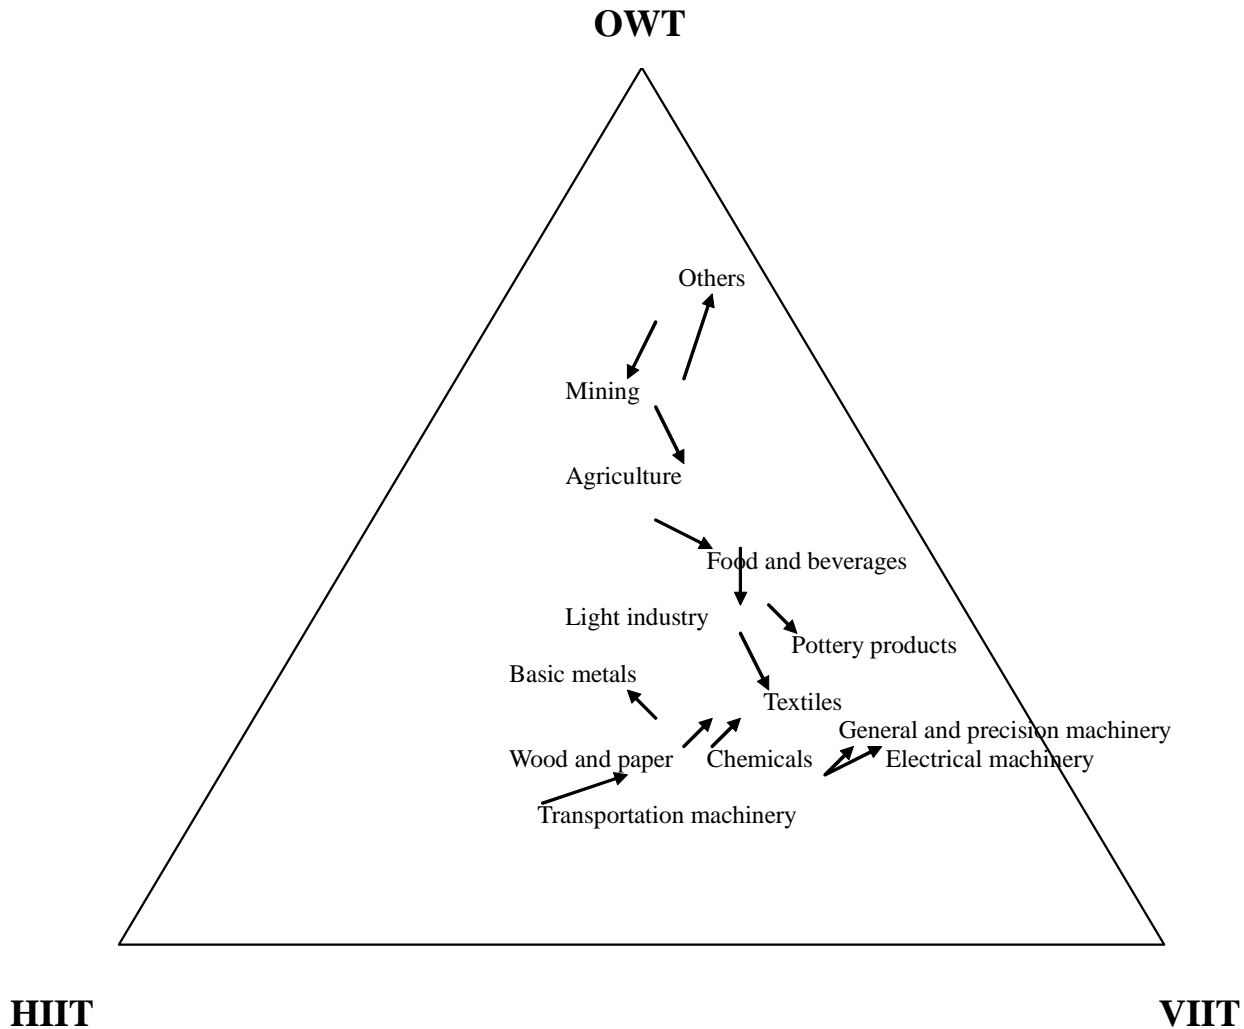 OWT
Others
Mining
Agriculture
Food and beverages
Light industry
Pottery products
Basic metals
Textiles
General and precision machinery
Wood and paper
Chemicals
Electrical machinery
Transportation machinery
HIIT
VIIT